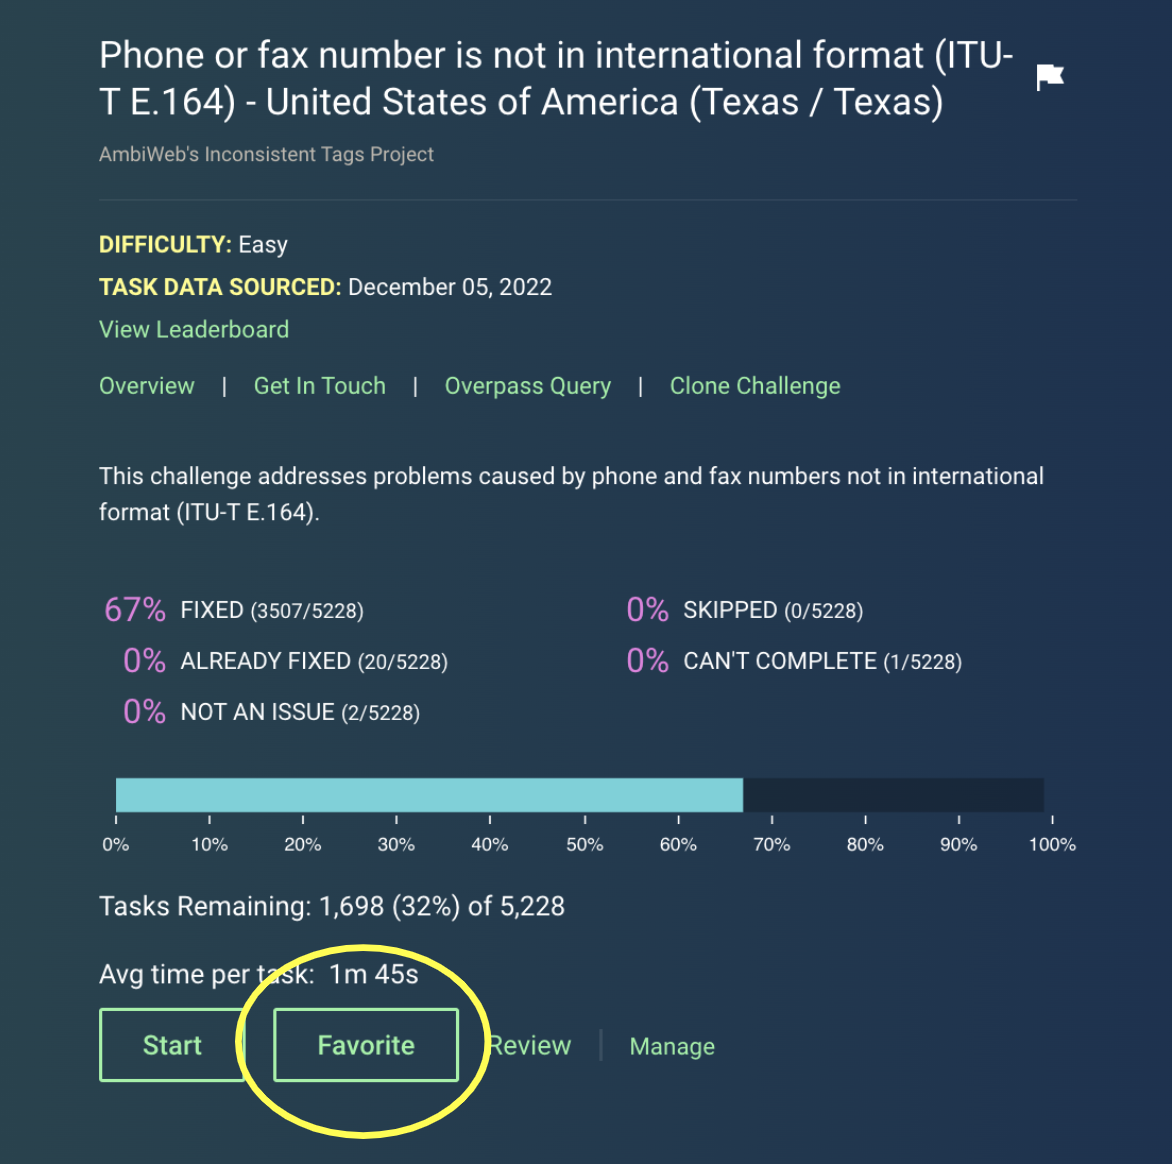 Phone or fax number is not in international format (ITU-
T E.164) - United States of America (Texas / Texas)
AmbiWeb's Inconsistent Tags Project
DIFFICULTY: Easy
TASK DATA SOURCED: December 05, 2022
View Leaderboard
Overview | Get In Touch | Overpass Query | Clone Challenge
This challenge addresses problems caused by phone and fax numbers not in international
format (ITU-T E.164).
67% FIXED (3507/5228) 0% SKIPPED (0/5228)
0% ALREADY FIXED (20/5228) 0% CAN'T COMPLETE (1/5228)
0% NOT AN ISSUE (2/5228)
0% 10% 20% 30% 40% 50% 60% 70% 80% 90% 100%
Tasks Remaining: 1,698 (32%) of 5,228
Avg time per task: 1m 45s
Start Favorite Review | Manage